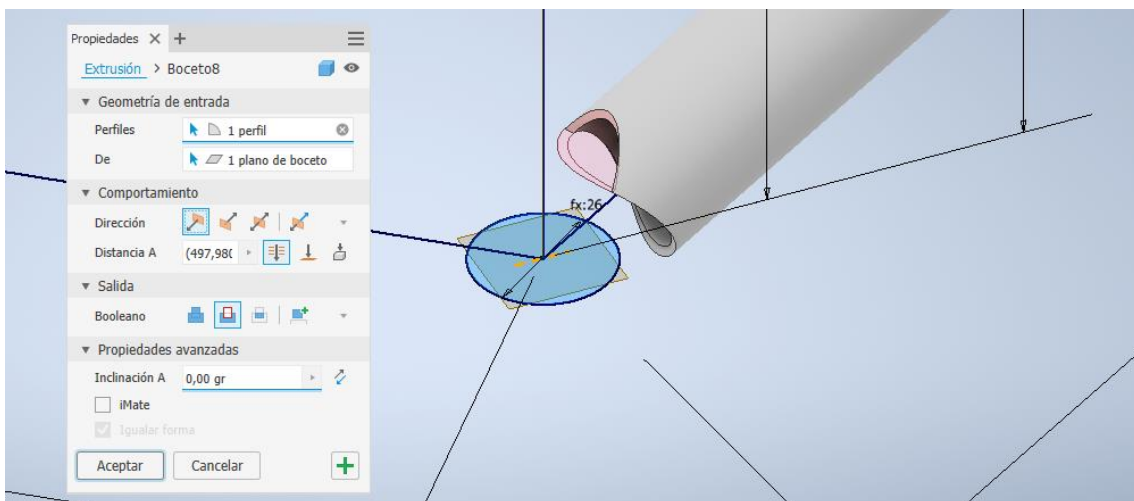 Propiedades × +
Extrusión > Boceto8
Geometría de entrada
Perfiles 1 perfil
De 1 plano de boceto
Comportamiento
Dirección
Distancia A (497,980
Salida
Booleano
Propiedades avanzadas
Inclinación A 0,00 gr
iMate
Igualar forma
Aceptar Cancelar
fx:26